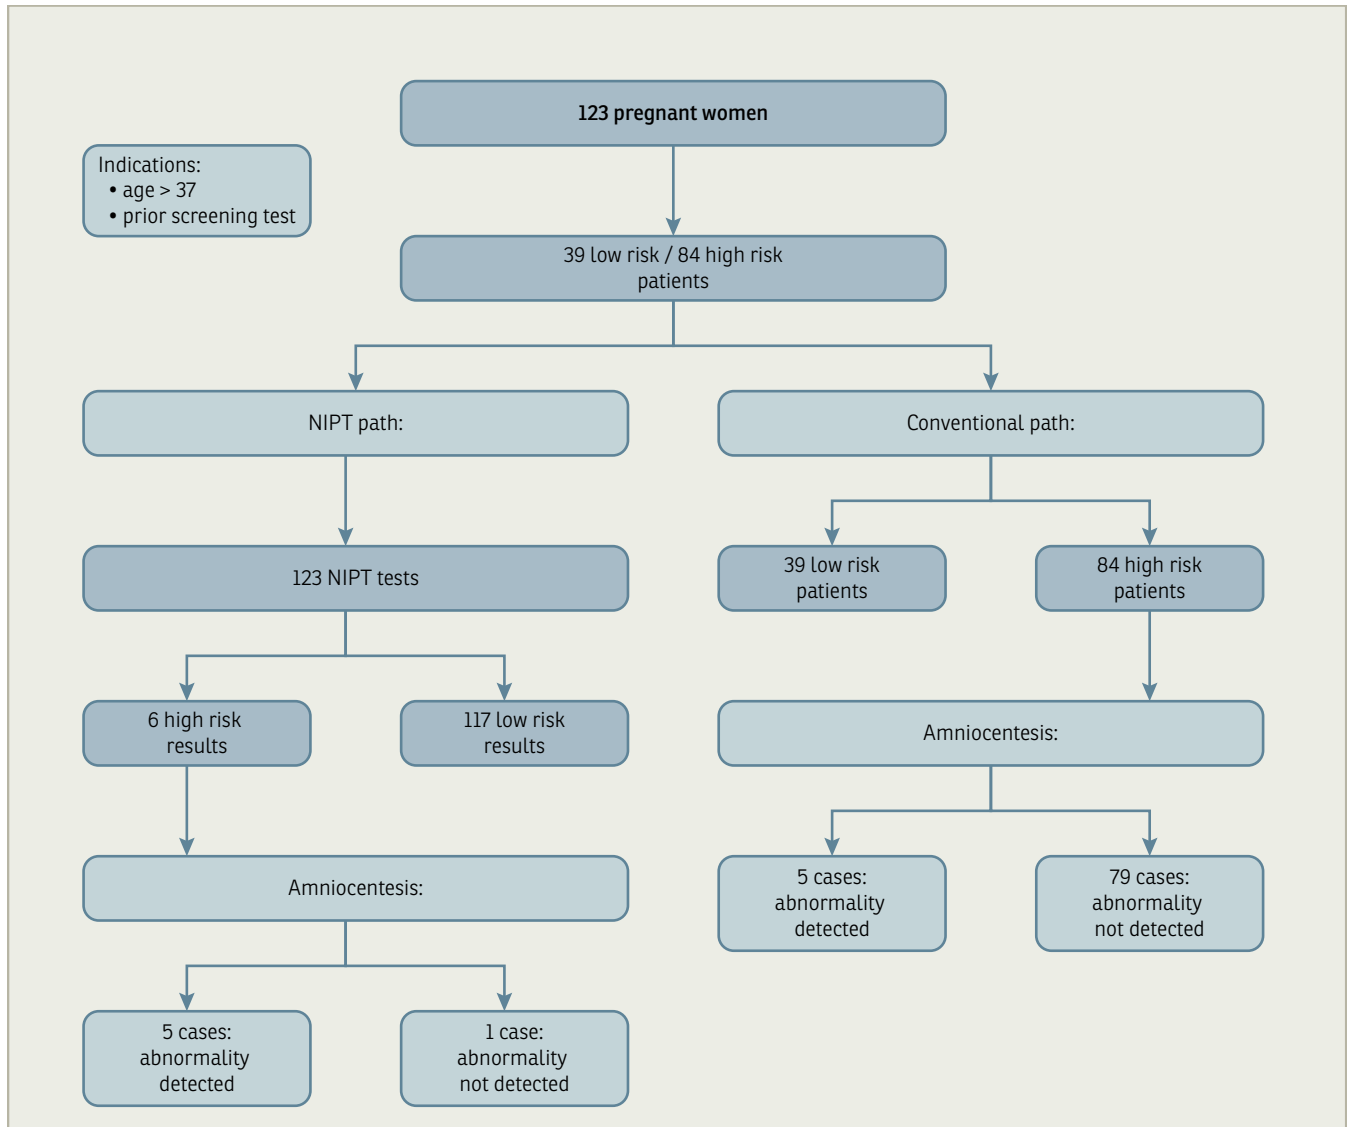 123 pregnant women
Indications:
• age > 37
• prior screening test
39 low risk / 84 high risk
patients
NIPT path:
Conventional path:
123 NIPT tests
39 low risk
patients
84 high risk
patients
6 high risk
results
117 low risk
results
Amniocentesis:
Amniocentesis:
5 cases:
abnormality
detected
79 cases:
abnormality
not detected
5 cases:
abnormality
detected
1 case:
abnormality
not detected